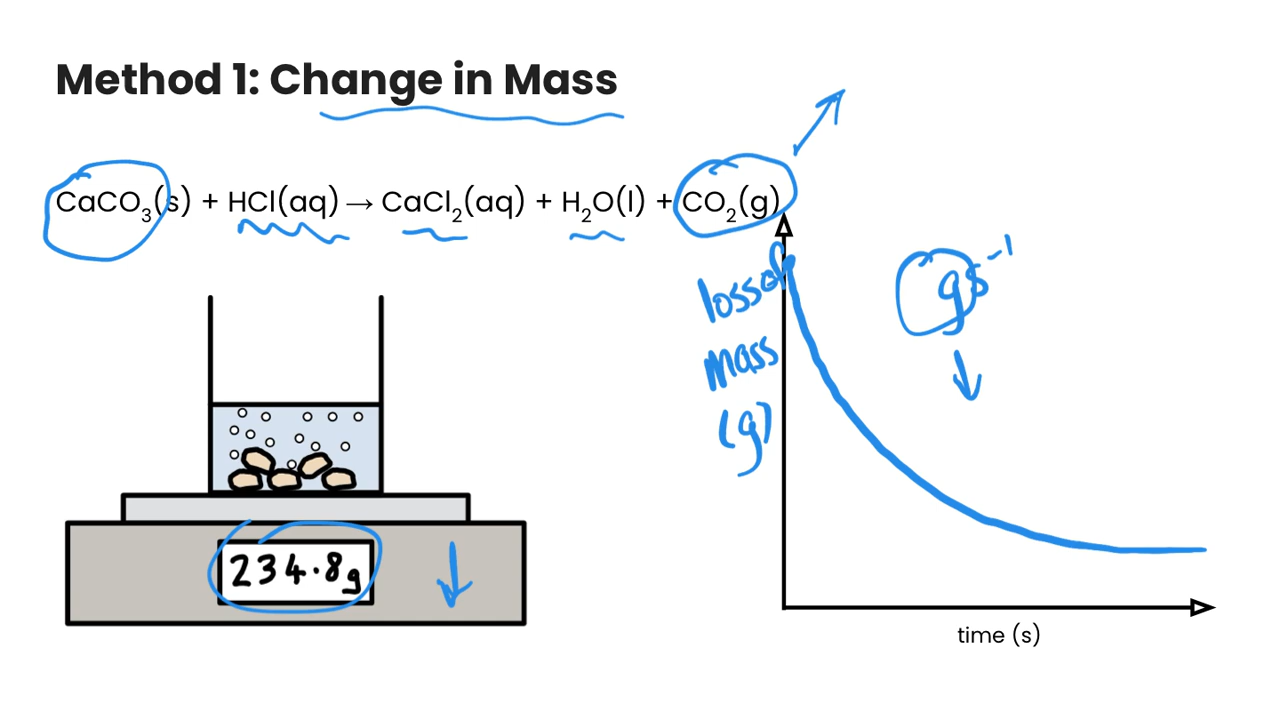 Method 1: Change in Mass
CaCO₃(s) + HCl(aq) → CaCl₂(aq) + H₂O(l) + CO₂(g)
loss of
mass
(g)
gs⁻¹
234.8g
time (s)